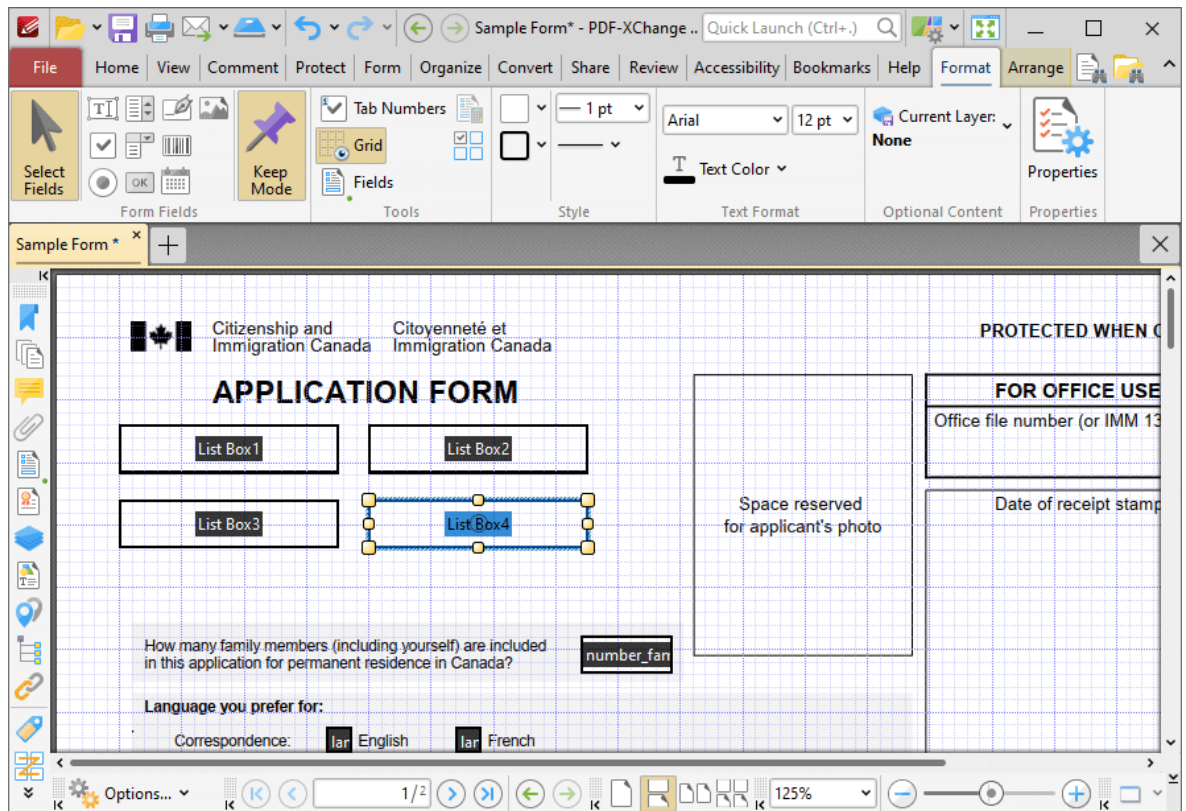 Sample Form* - PDF-XChange .. Quick Launch (Ctrl+.)
File Home View Comment Protect Form Organize Convert Share Review Accessibility Bookmarks Help Format Arrange
Select Fields
OK
Form Fields
Keep Mode
Tab Numbers
Grid
Fields
Tools
1 pt
Style
Arial 12 pt
T Text Color
Text Format
Current Layer:
None
Optional Content
Properties
Properties
Sample Form *
Citizenship and Immigration Canada
Citoyenneté et Immigration Canada
PROTECTED WHEN
APPLICATION FORM
FOR OFFICE USE
Office file number (or IMM 13
List Box1 List Box2
List Box3 List Box4
Space reserved
for applicant's photo
Date of receipt stamp
How many family members (including yourself) are included
in this application for permanent residence in Canada?
number_fam
Language you prefer for:
Correspondence: lar English lar French
Options... 1/2 125%